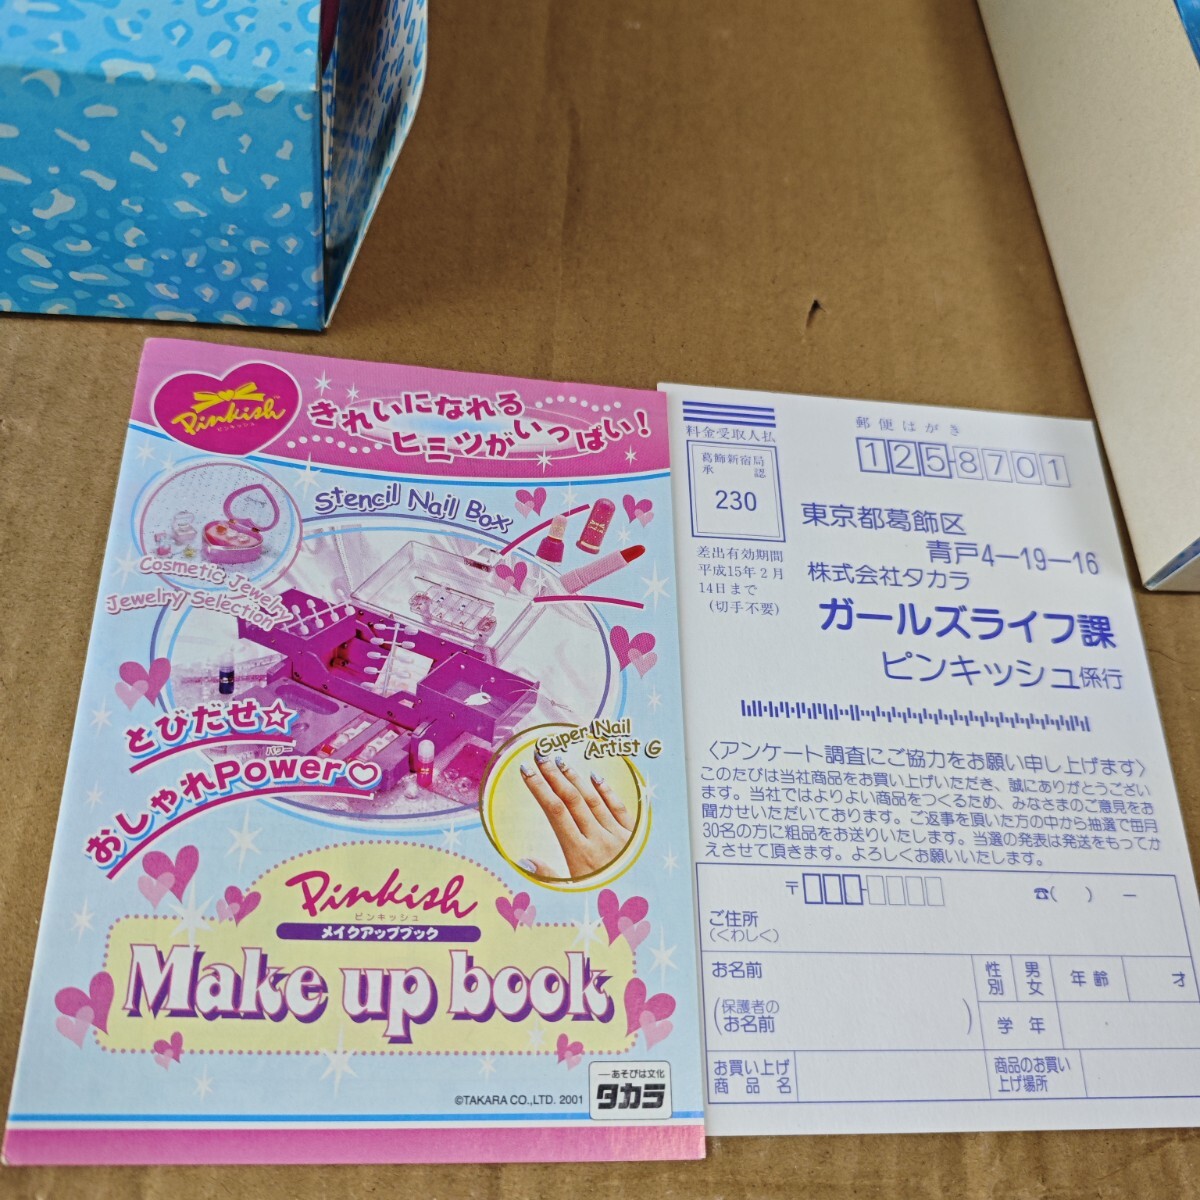 Pinkish
ピンキッシュ
きれいになれる
ヒミツがいっぱい!
Stencil Nail Box
Cosmetic Jewelry
Jewelry Selection
とびだせ☆
パワー
おしゃれPower♡
Super Nail
Artist G
Pinkish
ピンキッシュ
メイクアップブック
Make up book
©TAKARA CO.,LTD. 2001
あそびは文化
タカラ
料金受取人払
葛飾新宿局
承 認
230
差出有効期間
平成15年2月
14日まで
(切手不要)
郵便はがき
125-8701
東京都葛飾区
青戸4—19—16
株式会社タカラ
ガールズライフ課
ピンキッシュ係行
〈アンケート調査にご協力をお願い申し上げます〉
このたびは当社商品をお買い上げいただき、誠にありがとうござい
ます。当社ではよりよい商品をつくるため、みなさまのご意見をお
聞かせいただいております。ご返事を頂いた方の中から抽選で毎月
30名の方に粗品をお送りいたします。当選の発表は発送をもってか
えさせて頂きます。よろしくお願いいたします。
〒 ☎( ) —
ご住所
(くわしく)
お名前
(保護者の
お名前 )
性別 男女 年齢 才
学年
お買い上げ
商品名
商品のお買い
上げ場所